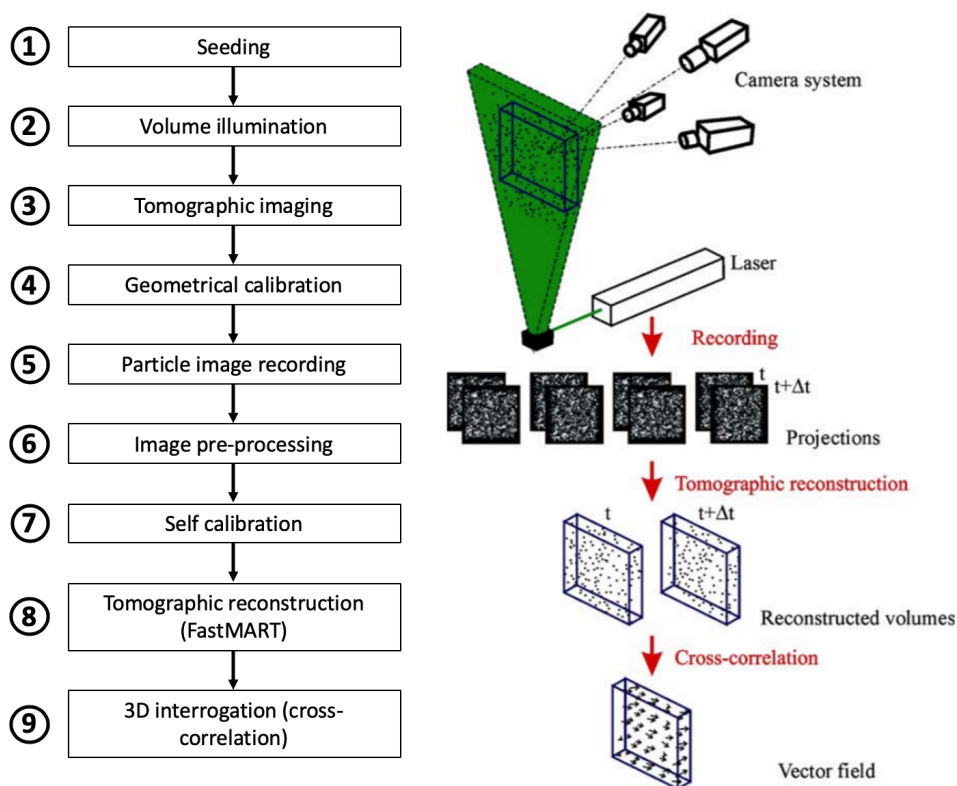 1
Seeding
2
Volume illumination
3
Tomographic imaging
4
Geometrical calibration
5
Particle image recording
6
Image pre-processing
7
Self calibration
8
Tomographic reconstruction
(FastMART)
9
3D interrogation (cross-
correlation)
Camera system
Laser
Recording
t
t+Δt
Projections
Tomographic reconstruction
t
t+Δt
Reconstructed volumes
Cross-correlation
Vector field